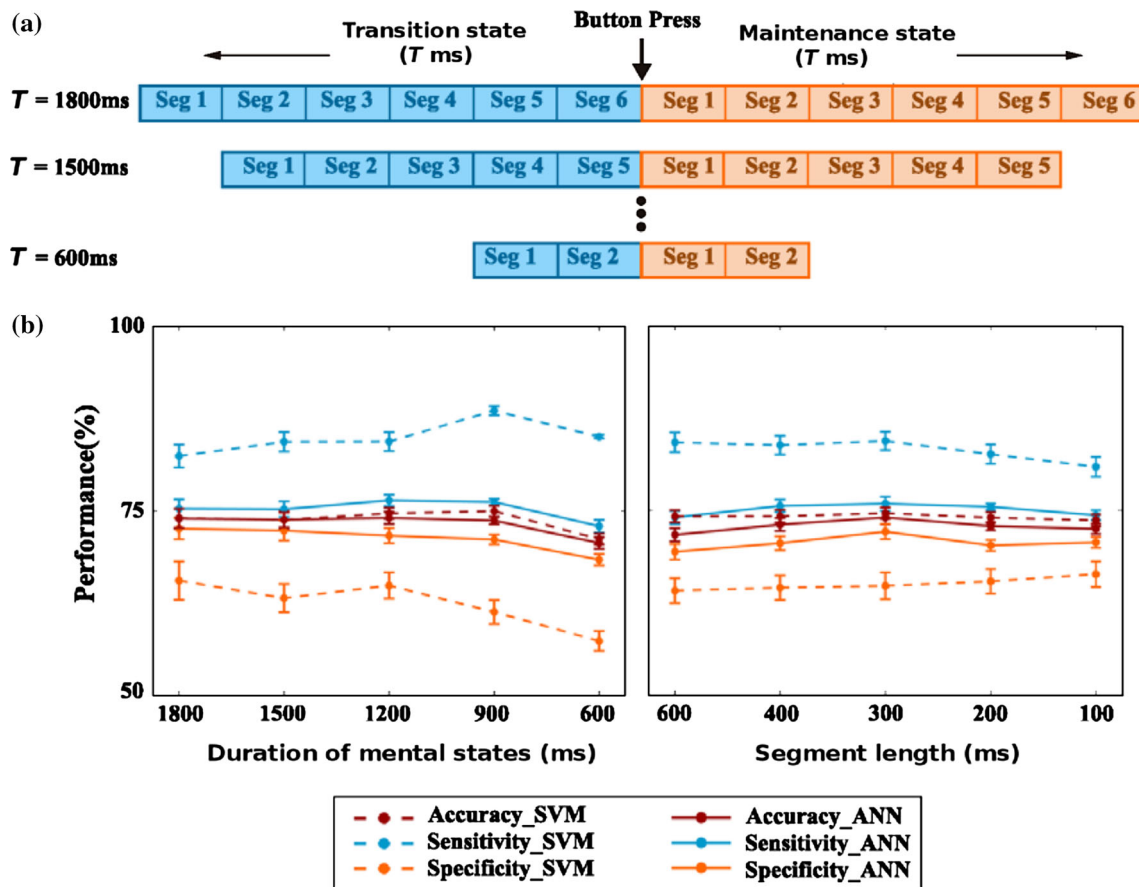 (a)
Transition state
(T ms)
Button Press
Maintenance state
(T ms)
T = 1800ms
Seg 1 Seg 2 Seg 3 Seg 4 Seg 5 Seg 6 Seg 1 Seg 2 Seg 3 Seg 4 Seg 5 Seg 6
T = 1500ms
Seg 1 Seg 2 Seg 3 Seg 4 Seg 5 Seg 1 Seg 2 Seg 3 Seg 4 Seg 5
T = 600ms
Seg 1 Seg 2 Seg 1 Seg 2
(b)
100
75
50
Performance(%)
1800 1500 1200 900 600
Duration of mental states (ms)
600 400 300 200 100
Segment length (ms)
Accuracy_SVM Accuracy_ANN
Sensitivity_SVM Sensitivity_ANN
Specificity_SVM Specificity_ANN